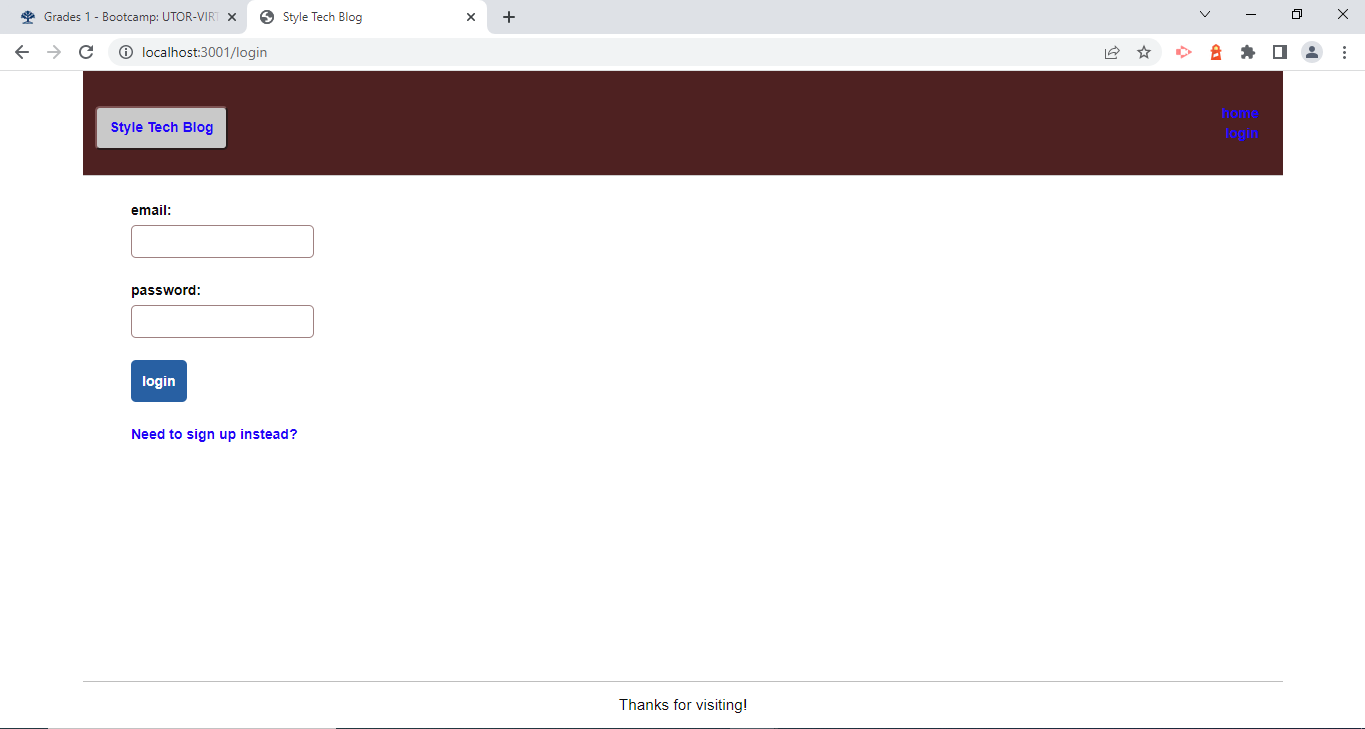 Grades 1 - Bootcamp: UTOR-VIRT
Style Tech Blog
localhost:3001/login
Style Tech Blog
home
login
email:
password:
login
Need to sign up instead?
Thanks for visiting!